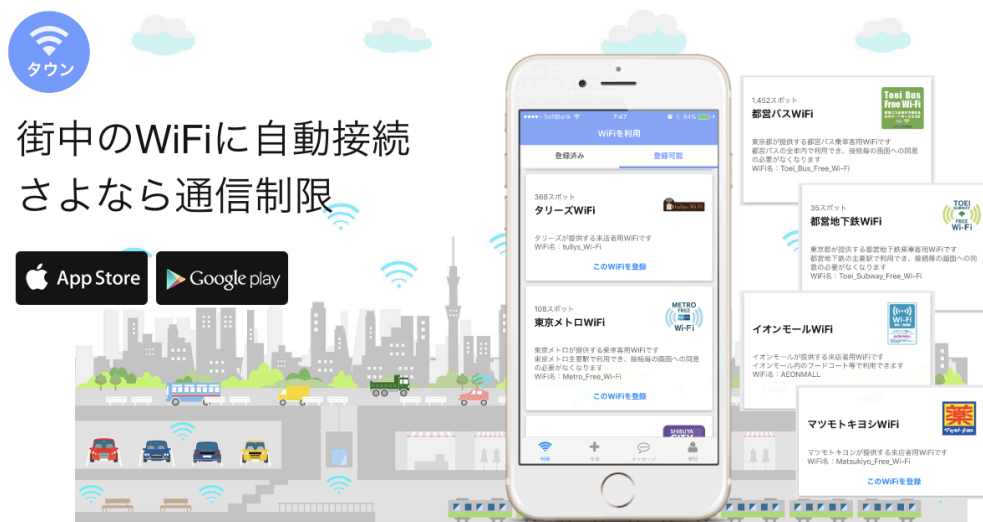 タウン
街中のWiFiに自動接続
さよなら通信制限
App Store
Google play
SoftBank
7:47
94%
WiFiを利用
登録済み
登録可能
368スポット
タリーズWiFi
タリーズが提供する来店者用WiFiです
WiFi名：tullys_Wi-Fi
このWiFiを登録
108スポット
東京メトロWiFi
METRO
FREE
Wi-Fi
東京メトロが提供する乗車客用WiFiです
東京メトロ主要駅で利用でき、接続毎の画面への同意
の必要がなくなります
WiFi名：Metro_Free_Wi-Fi
このWiFiを登録
SHIBUYA
利用
作成
メッセージ
1,452スポット
都営バスWiFi
Toei Bus
Free Wi-Fi
東京都が提供する都営バス乗車客用WiFiです
都営バスの全車内で利用でき、接続毎の画面への同意
の必要がなくなります
WiFi名：Toei_Bus_Free_Wi-Fi
35スポット
都営地下鉄WiFi
TOEI
SUBWAY
FREE
Wi-Fi
東京都が提供する都営地下鉄乗車客用WiFiです
都営地下鉄の主要駅で利用でき、接続毎の画面への同
意の必要がなくなります
WiFi名：Toei_Subway_Free_Wi-Fi
イオンモールWiFi
Wi-Fi
イオンモールが提供する来店者用WiFiです
イオンモール内のフードコート等で利用できます
WiFi名：AEONMALL
マツモトキヨシWiFi
薬
マツモトキヨシが提供する来店者用WiFiです
WiFi名：Matsukiyo_Free_Wi-Fi
このWiFiを登録